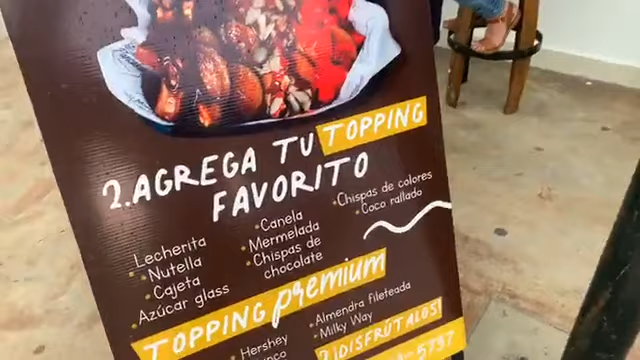 2. AGREGA TU TOPPING
FAVORITO
• Lecherita
• Nutella
• Cajeta
• Azúcar glass
• Canela
• Mermelada
• Chispas de
chocolate
• Chispas de colores
• Coco rallado
TOPPING premium
• Hershey
• Almendra fileteada
• Milky Way
¡DISFRÚTALOS!
5737